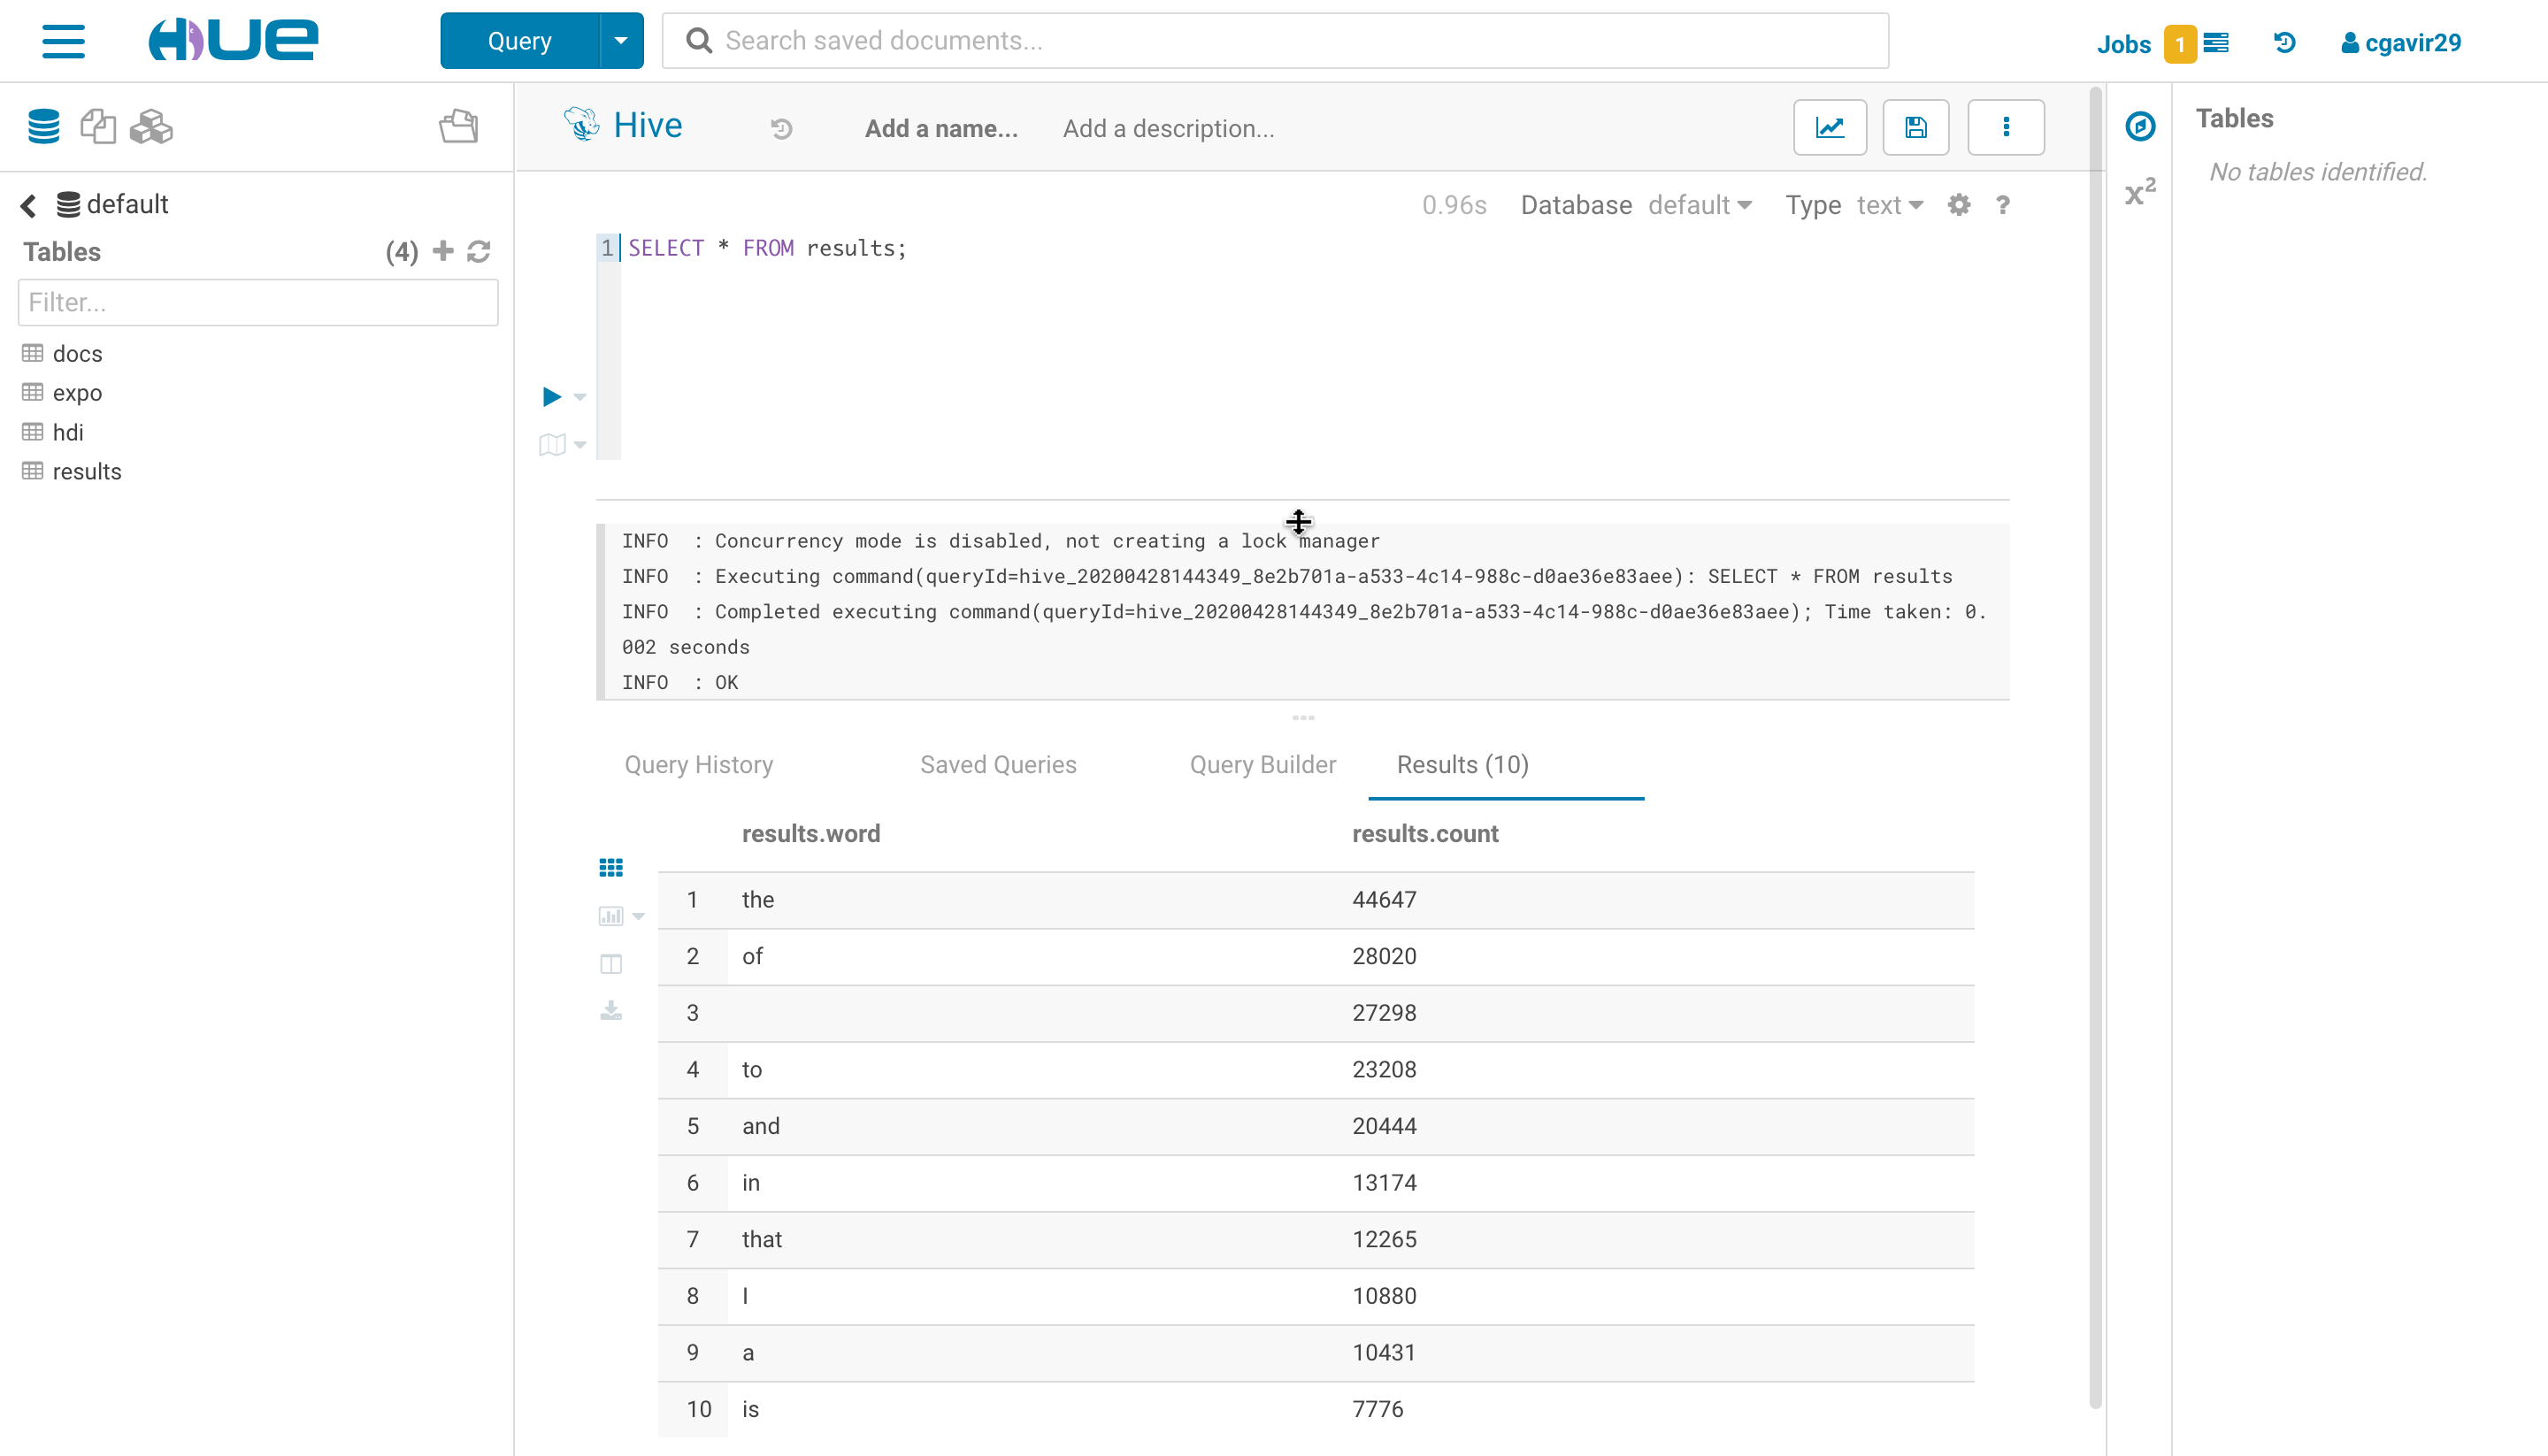 HUE
Query
Search saved documents...
Jobs 1
cgavir29
default
Tables (4)
Filter...
docs
expo
hdi
results
Hive
Add a name... Add a description...
0.96s Database default Type text ?
1 SELECT * FROM results;
INFO : Concurrency mode is disabled, not creating a lock manager
INFO : Executing command(queryId=hive_20200428144349_8e2b701a-a533-4c14-988c-d0ae36e83aee): SELECT * FROM results
INFO : Completed executing command(queryId=hive_20200428144349_8e2b701a-a533-4c14-988c-d0ae36e83aee); Time taken: 0.
002 seconds
INFO : OK
Query History Saved Queries Query Builder Results (10)
results.word results.count
1 the 44647
2 of 28020
3 27298
4 to 23208
5 and 20444
6 in 13174
7 that 12265
8 I 10880
9 a 10431
10 is 7776
x²
Tables
No tables identified.